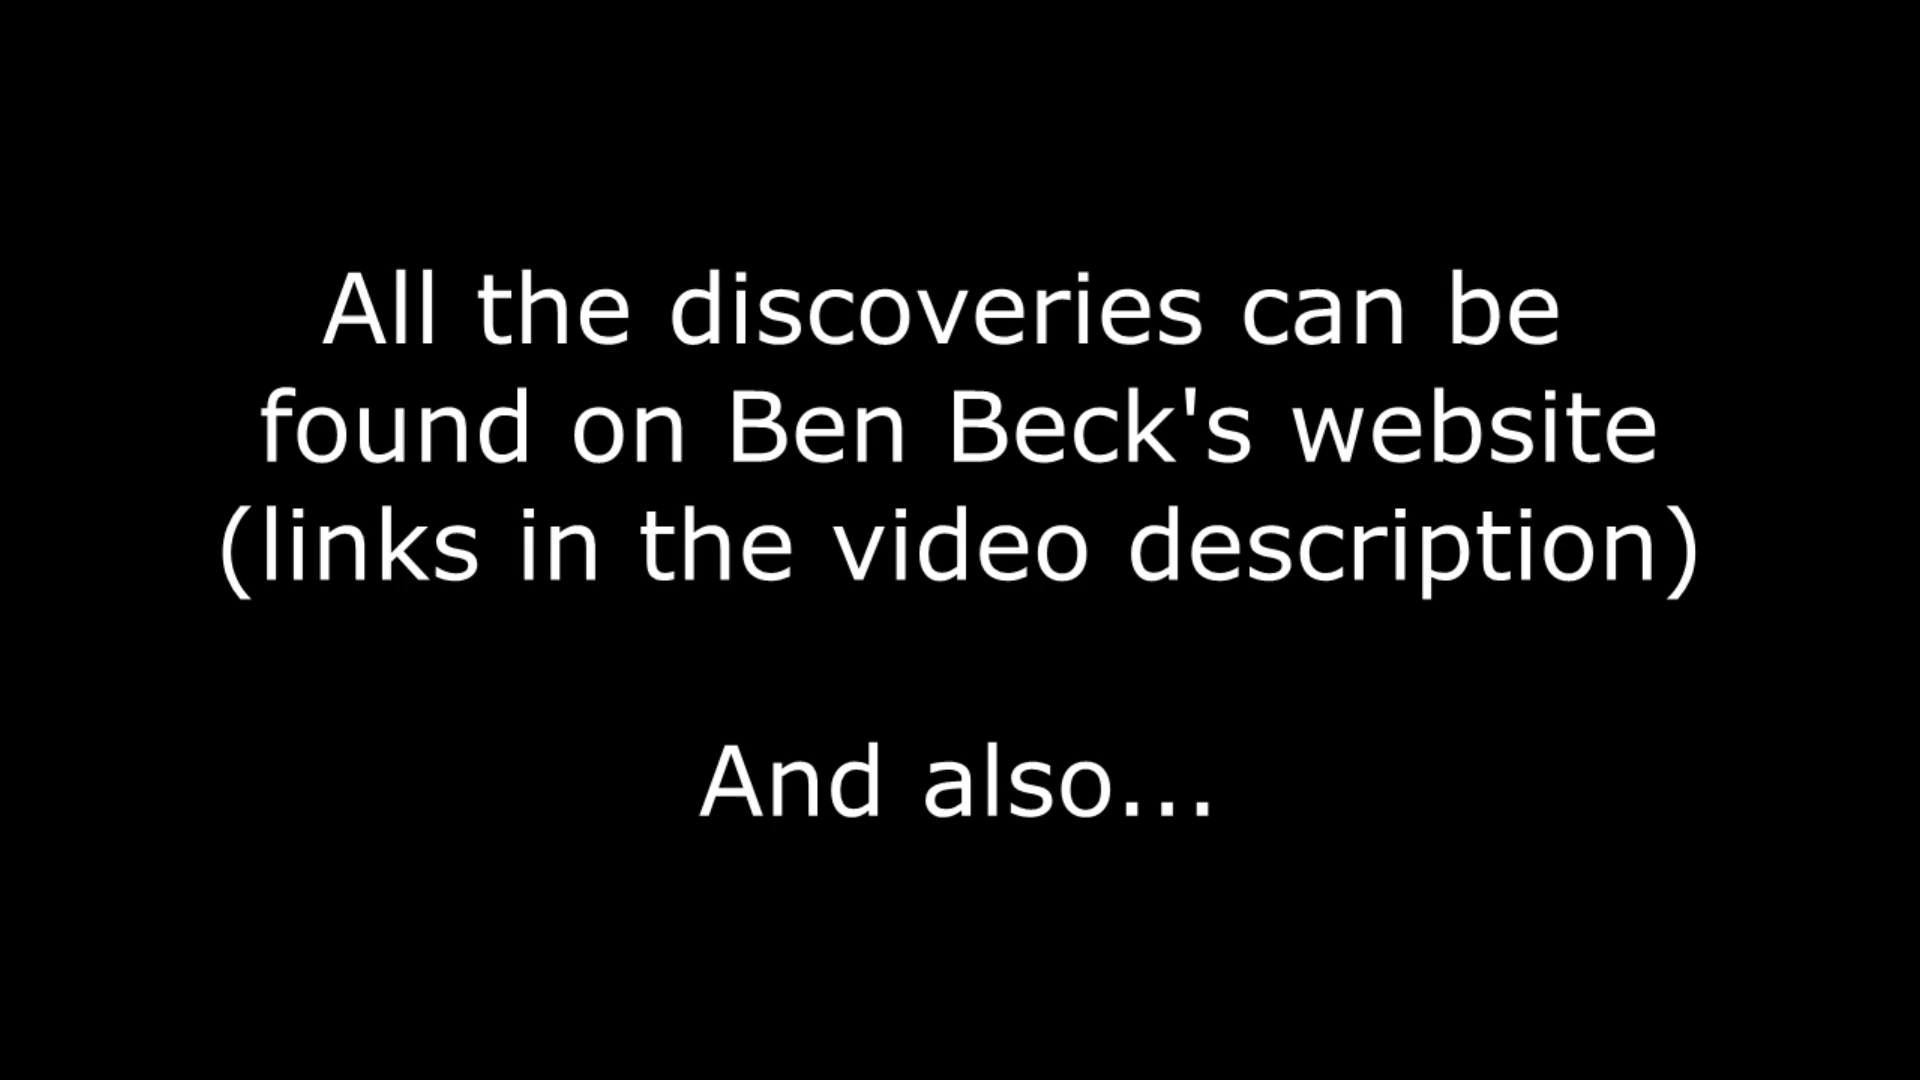 All the discoveries can be
found on Ben Beck's website
(links in the video description)
And also...